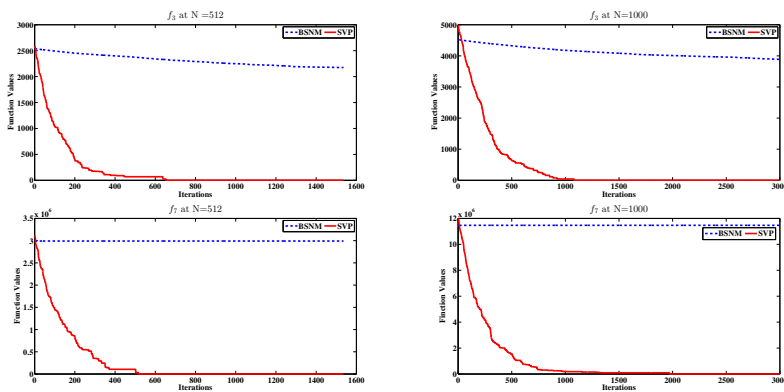 f3 at N =512
3000
2500
2000
1500
1000
500
0
Function Values
BSNM
SVP
0 200 400 600 800 1000 1200 1400 1600
Iterations
f3 at N=1000
5000
4000
3000
2000
1000
0
Function Values
BSNM
SVP
0 500 1000 1500 2000 2500 3000
Iterations
f7 at N=512
x 10^6
3.5
3
2.5
2
1.5
1
0.5
0
Function Values
BSNM
SVP
0 200 400 600 800 1000 1200 1400 1600
Iterations
f7 at N=1000
x 10^6
12
10
8
6
4
2
0
Finction Values
BSNM
SVP
0 500 1000 1500 2000 2500 3000
Iterations